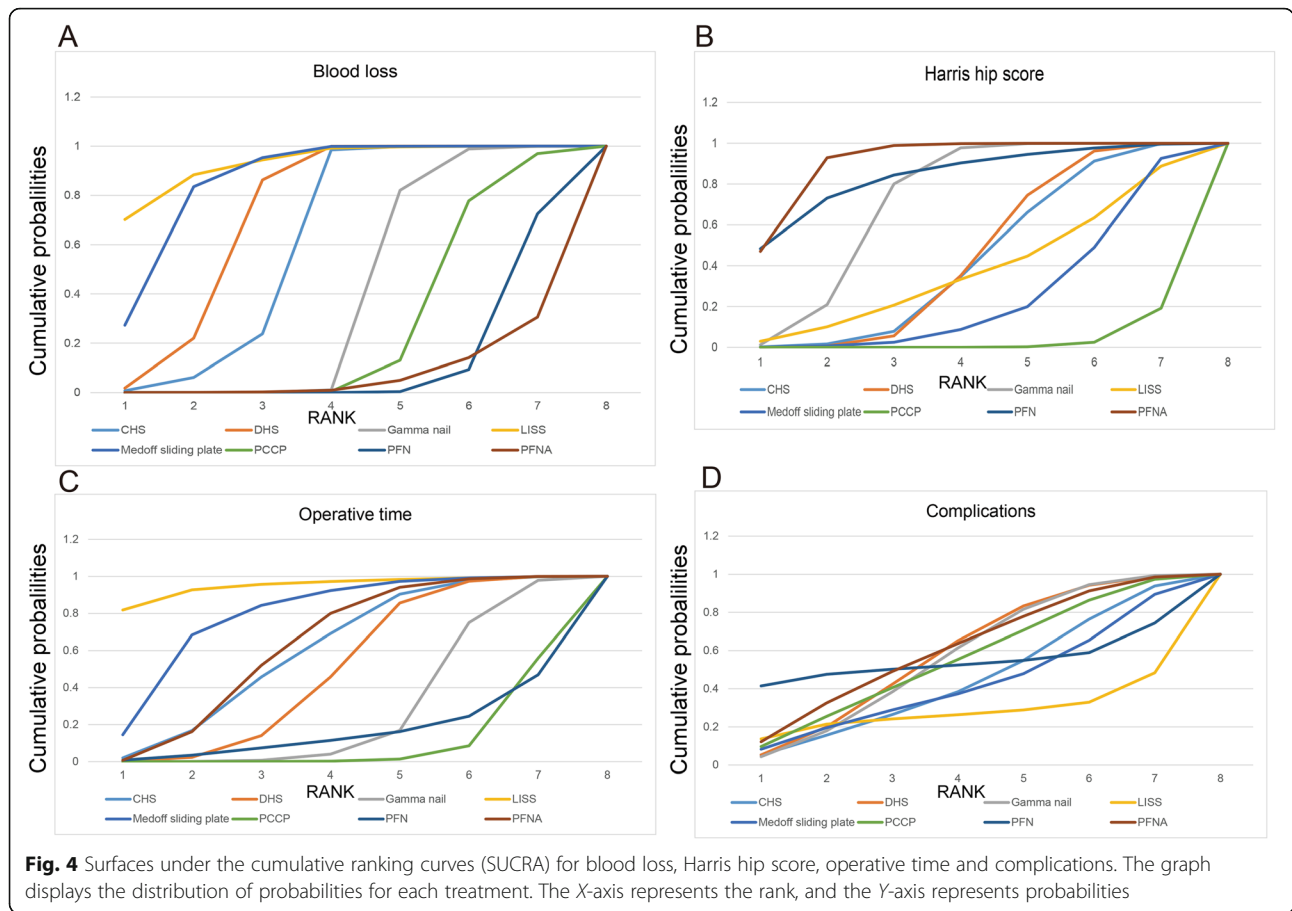 A
Blood loss
1.2
1
0.8
0.6
0.4
0.2
0
Cumulative probalilities
1 2 3 4 5 6 7 8
RANK
CHS DHS Gamma nail LISS
Medoff sliding plate PCCP PFN PFNA
B
Harris hip score
1.2
1
0.8
0.6
0.4
0.2
0
Cumulative probabilities
1 2 3 4 5 6 7 8
RANK
CHS DHS Gamma nail LISS
Medoff sliding plate PCCP PFN PFNA
C
Operative time
1.2
1
0.8
0.6
0.4
0.2
0
Cumulative probabilities
1 2 3 4 5 6 7 8
RANK
CHS DHS Gamma nail LISS
Medoff sliding plate PCCP PFN PFNA
D
Complications
1.2
1
0.8
0.6
0.4
0.2
0
Cumulative probabilities
1 2 3 4 5 6 7 8
RANK
CHS DHS Gamma nail LISS
Medoff sliding plate PCCP PFN PFNA
Fig. 4 Surfaces under the cumulative ranking curves (SUCRA) for blood loss, Harris hip score, operative time and complications. The graph
displays the distribution of probabilities for each treatment. The X-axis represents the rank, and the Y-axis represents probabilities